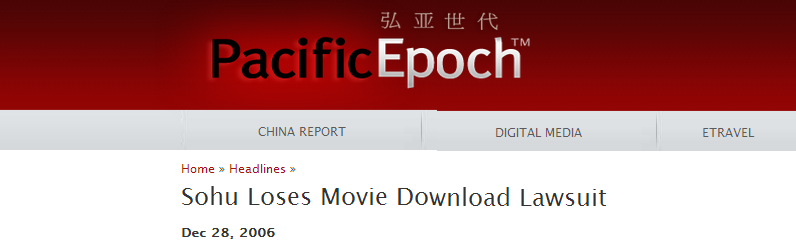 弘亚世代
PacificEpoch™
CHINA REPORT DIGITAL MEDIA ETRAVEL
Home » Headlines »
Sohu Loses Movie Download Lawsuit
Dec 28, 2006